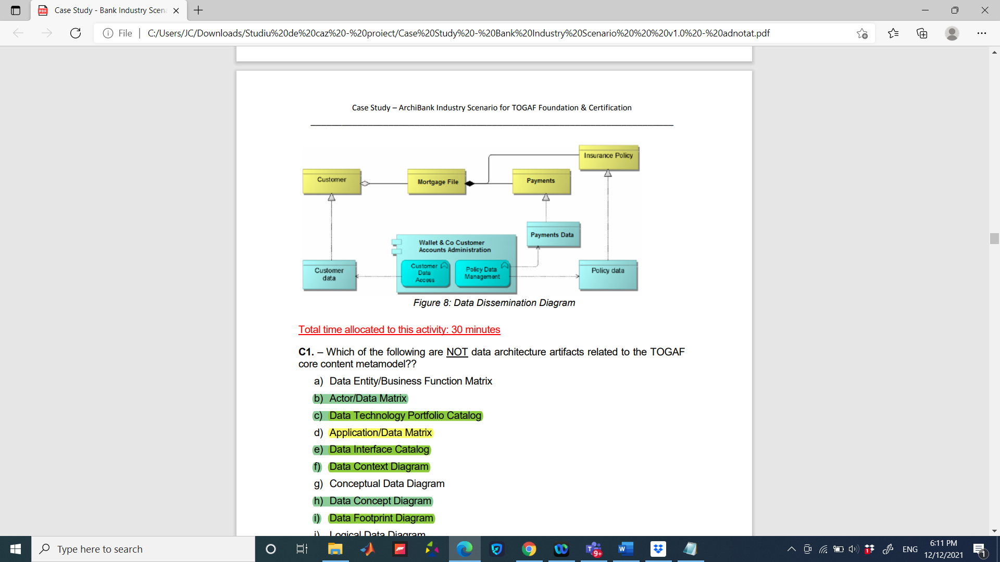 Case Study - Bank Industry Scena
File
C:/Users/JC/Downloads/Studiu%20de%20caz%20-%20proiect/Case%20Study%20-%20Bank%20Industry%20Scenario%20%20%20v1.0%20-%20adnotat.pdf
Case Study – ArchiBank Industry Scenario for TOGAF Foundation & Certification
Insurance Policy
Customer
Mortgage File
Payments
Payments Data
Wallet & Co Customer
Accounts Administration
Customer
data
Customer
Data
Access
Policy Data
Management
Policy data
Figure 8: Data Dissemination Diagram
Total time allocated to this activity: 30 minutes
C1. – Which of the following are NOT data architecture artifacts related to the TOGAF
core content metamodel??
a) Data Entity/Business Function Matrix
b) Actor/Data Matrix
c) Data Technology Portfolio Catalog
d) Application/Data Matrix
e) Data Interface Catalog
f) Data Context Diagram
g) Conceptual Data Diagram
h) Data Concept Diagram
i) Data Footprint Diagram
j) Logical Data Diagram
Type here to search
9+
1
ENG
6:11 PM
12/12/2021
1